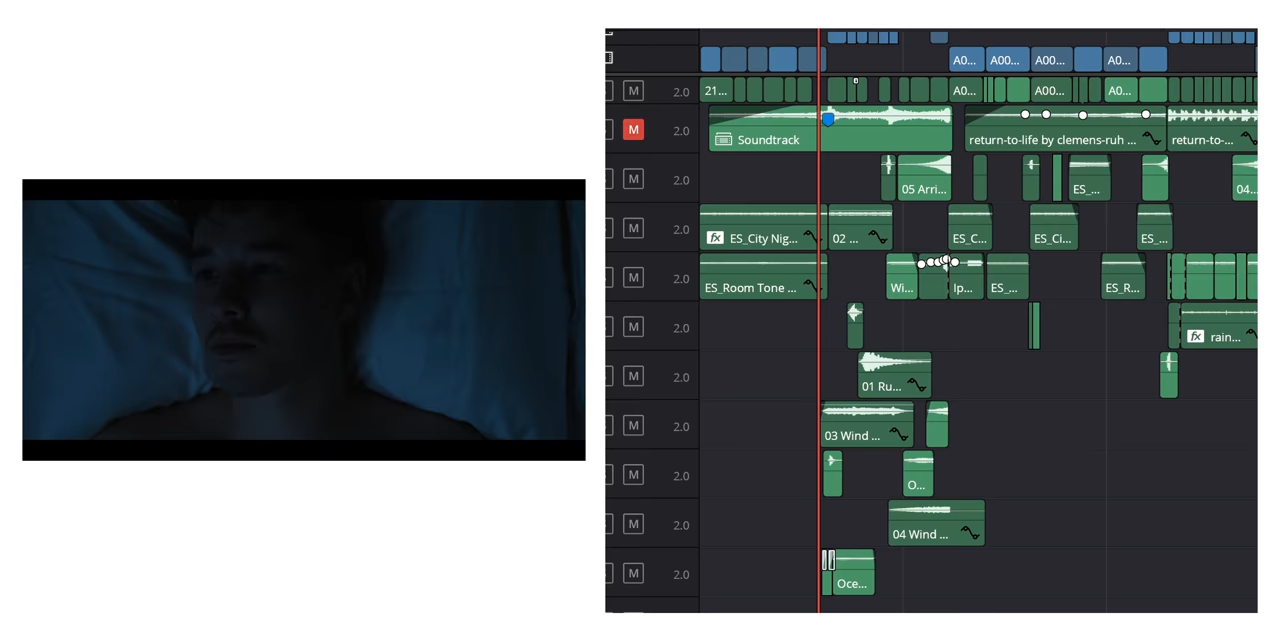 A0... A00... A00... A0...
M 2.0 21... A0... A00... A0...
M 2.0 Soundtrack return-to-life by clemens-ruh ... return-to-...
M 2.0 05 Arri... ES_... 04...
M 2.0 fx ES_City Nig... 02 ... ES_C... ES_Ci... ES_...
M 2.0 ES_Room Tone ... Wi... Ip... ES_... ES_R...
M 2.0 fx rain...
M 2.0 01 Ru...
M 2.0 03 Wind ...
M 2.0 O...
M 2.0 04 Wind ...
M 2.0 Oce...